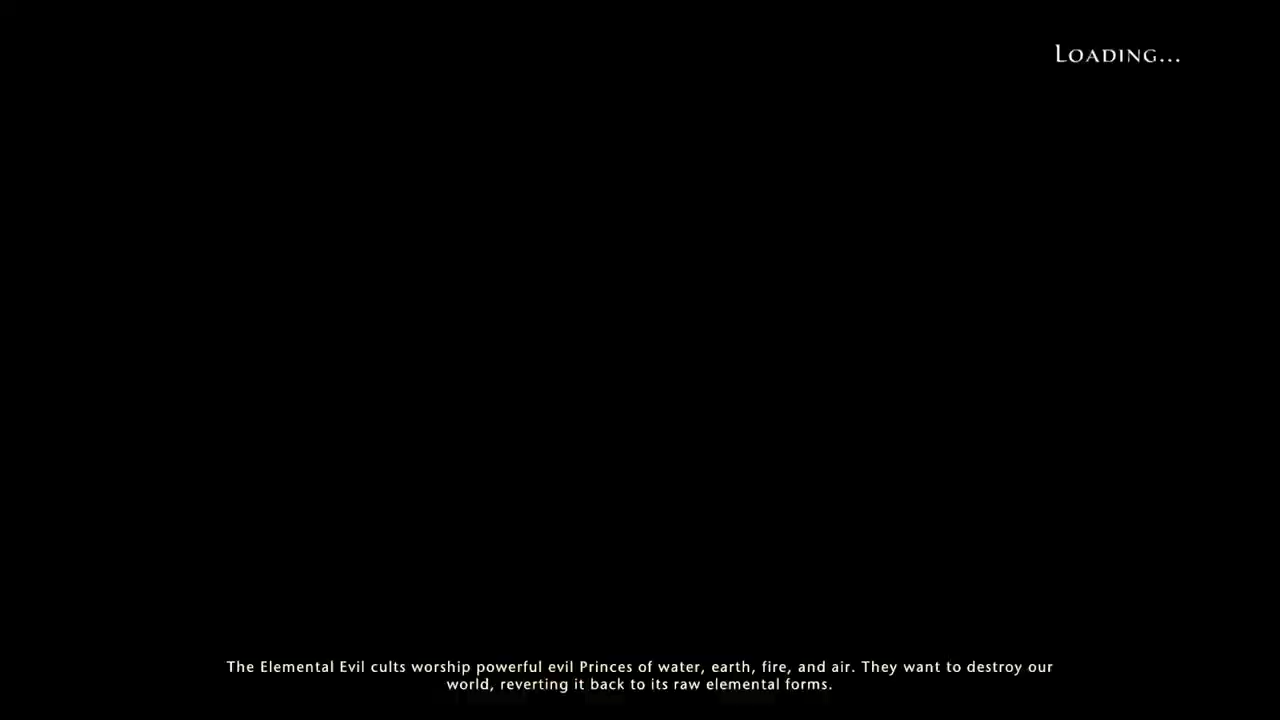 Loading...
The Elemental Evil cults worship powerful evil Princes of water, earth, fire, and air. They want to destroy our
world, reverting it back to its raw elemental forms.